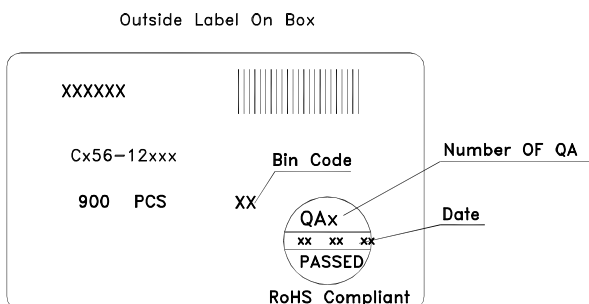 Outside Label On Box
XXXXXX
Cx56-12xxx
Bin Code
Number OF QA
900 PCS
XX
QAx
Date
xx xx xx
PASSED
RoHS Compliant